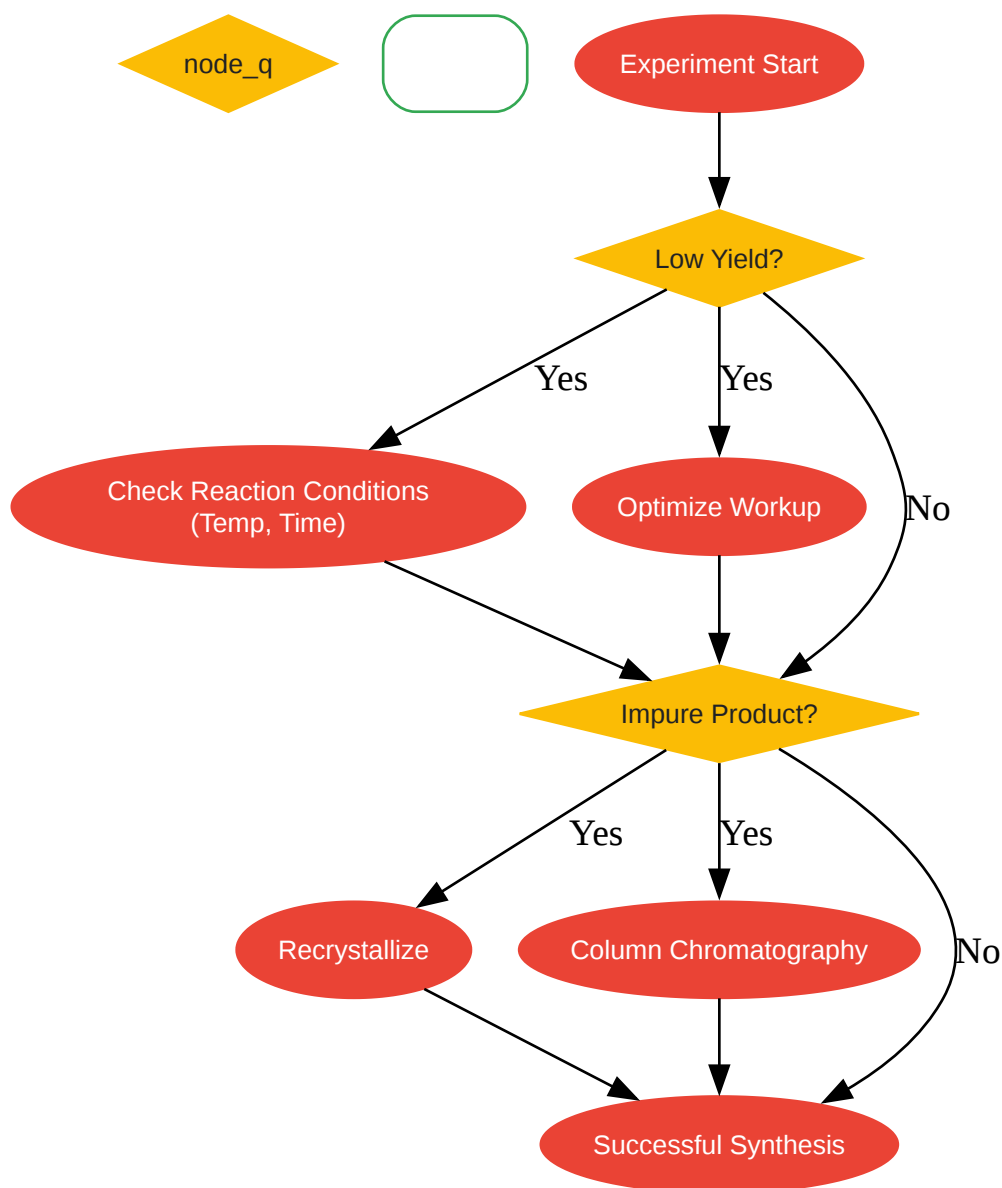 node_q
Experiment Start
Low Yield?
Yes
Yes
Check Reaction Conditions
(Temp, Time)
Optimize Workup
No
Impure Product?
Yes
Yes
Recrystallize
Column Chromatography
No
Successful Synthesis